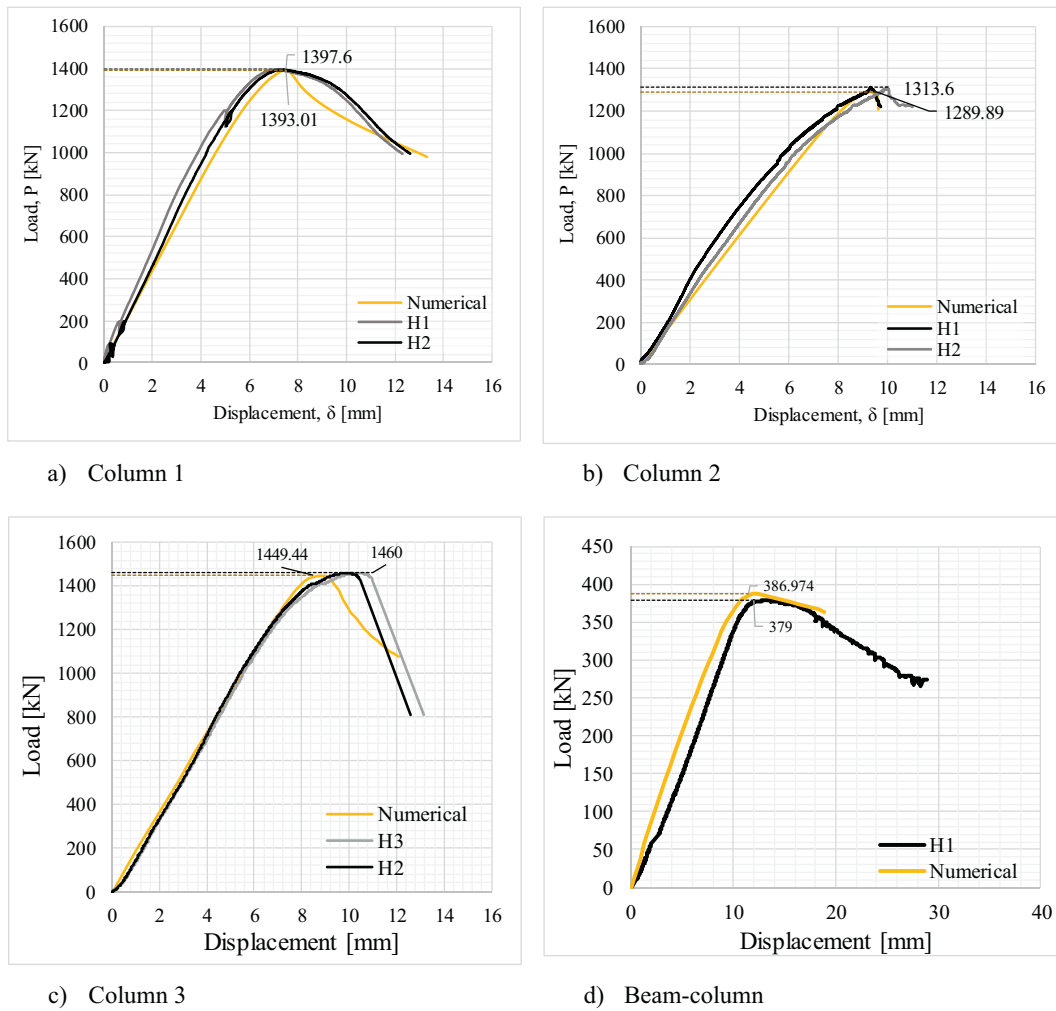 1600
1400
1200
1000
800
600
400
200
0
Load, P [kN]
1397.6
1393.01
Numerical
H1
H2
0 2 4 6 8 10 12 14 16
Displacement, δ [mm]
a) Column 1
1600
1400
1200
1000
800
600
400
200
0
Load, P [kN]
1313.6
1289.89
Numerical
H1
H2
0 2 4 6 8 10 12 14 16
Displacement, δ [mm]
b) Column 2
1600
1400
1200
1000
800
600
400
200
0
Load [kN]
1449.44
1460
Numerical
H3
H2
0 2 4 6 8 10 12 14 16
Displacement [mm]
c) Column 3
450
400
350
300
250
200
150
100
50
0
Load [kN]
386.974
379
H1
Numerical
0 10 20 30 40
Displacement [mm]
d) Beam-column